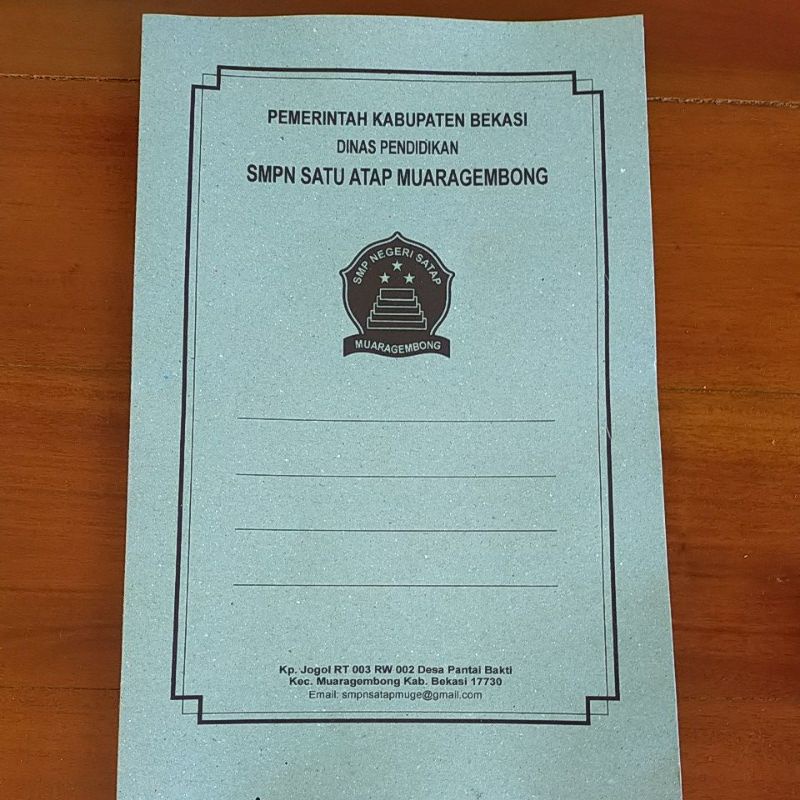 PEMERINTAH KABUPATEN BEKASI
DINAS PENDIDIKAN
SMPN SATU ATAP MUARAGEMBONG
SMP NEGERI SATAP
MUARAGEMBONG
Kp. Jogol RT 003 RW 002 Desa Pantai Bakti
Kec. Muaragembong Kab. Bekasi 17730
Email: smpnsatapmuge@gmail.com